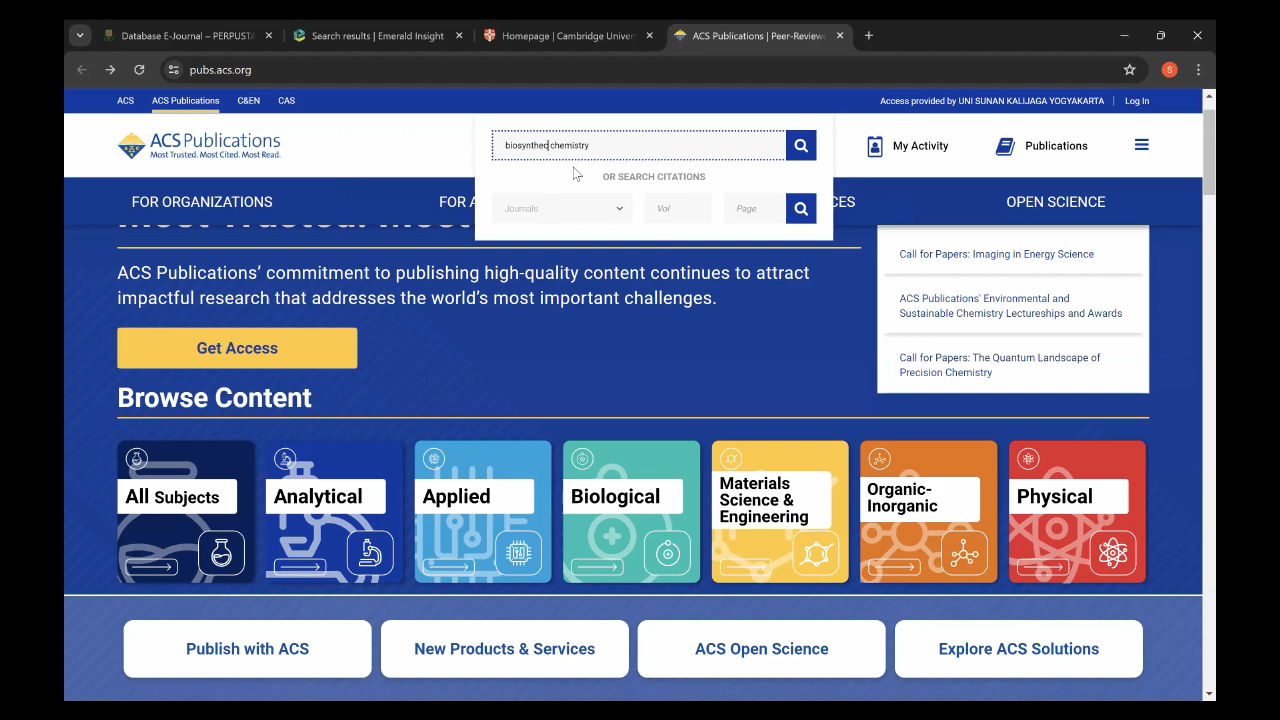 Database E-Journal – PERPUSTA
Search results | Emerald Insight
Homepage | Cambridge Univers
ACS Publications | Peer-Review
S
pubs.acs.org
ACS
ACS Publications
C&EN
CAS
Access provided by UNI SUNAN KALIJAGA YOGYAKARTA
Log In
ACS Publications
Most Trusted. Most Cited. Most Read.
biosynthec chemistry
My Activity
Publications
OR SEARCH CITATIONS
Journals
Vol
Page
FOR ORGANIZATIONS
FOR A
CES
OPEN SCIENCE
Most Trusted. Most
ACS Publications’ commitment to publishing high-quality content continues to attract
impactful research that addresses the world’s most important challenges.
Get Access
Call for Papers: Imaging in Energy Science
ACS Publications' Environmental and
Sustainable Chemistry Lectureships and Awards
Call for Papers: The Quantum Landscape of
Precision Chemistry
Browse Content
All Subjects
Analytical
Applied
Biological
Materials
Science &
Engineering
Organic-
Inorganic
Physical
Publish with ACS
New Products & Services
ACS Open Science
Explore ACS Solutions